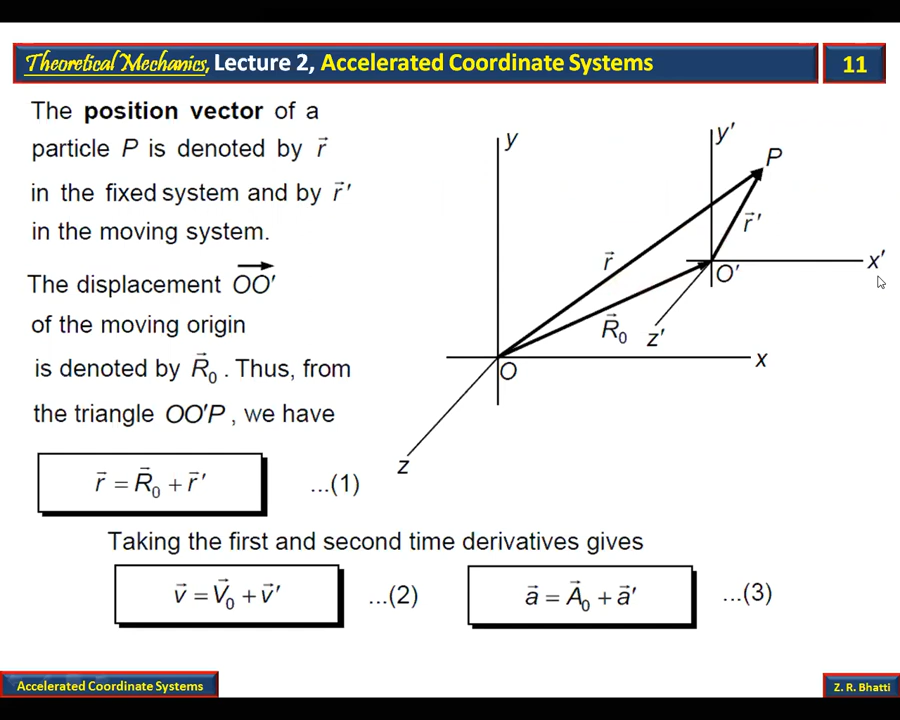 Theoretical Mechanics, Lecture 2, Accelerated Coordinate Systems
11
The position vector of a
particle P is denoted by r⃗
in the fixed system and by r⃗ ′
in the moving system.
The displacement OO′⃗
of the moving origin
is denoted by R⃗₀ . Thus, from
the triangle OO′P , we have
r⃗ = R⃗₀ + r⃗ ′ ...(1)
y
y′
P
r⃗ ′
r⃗
x′
O′
R⃗₀
z′
x
O
z
Taking the first and second time derivatives gives
v⃗ = V⃗₀ + v⃗ ′ ...(2)
a⃗ = A⃗₀ + a⃗ ′ ...(3)
Accelerated Coordinate Systems
Z. R. Bhatti